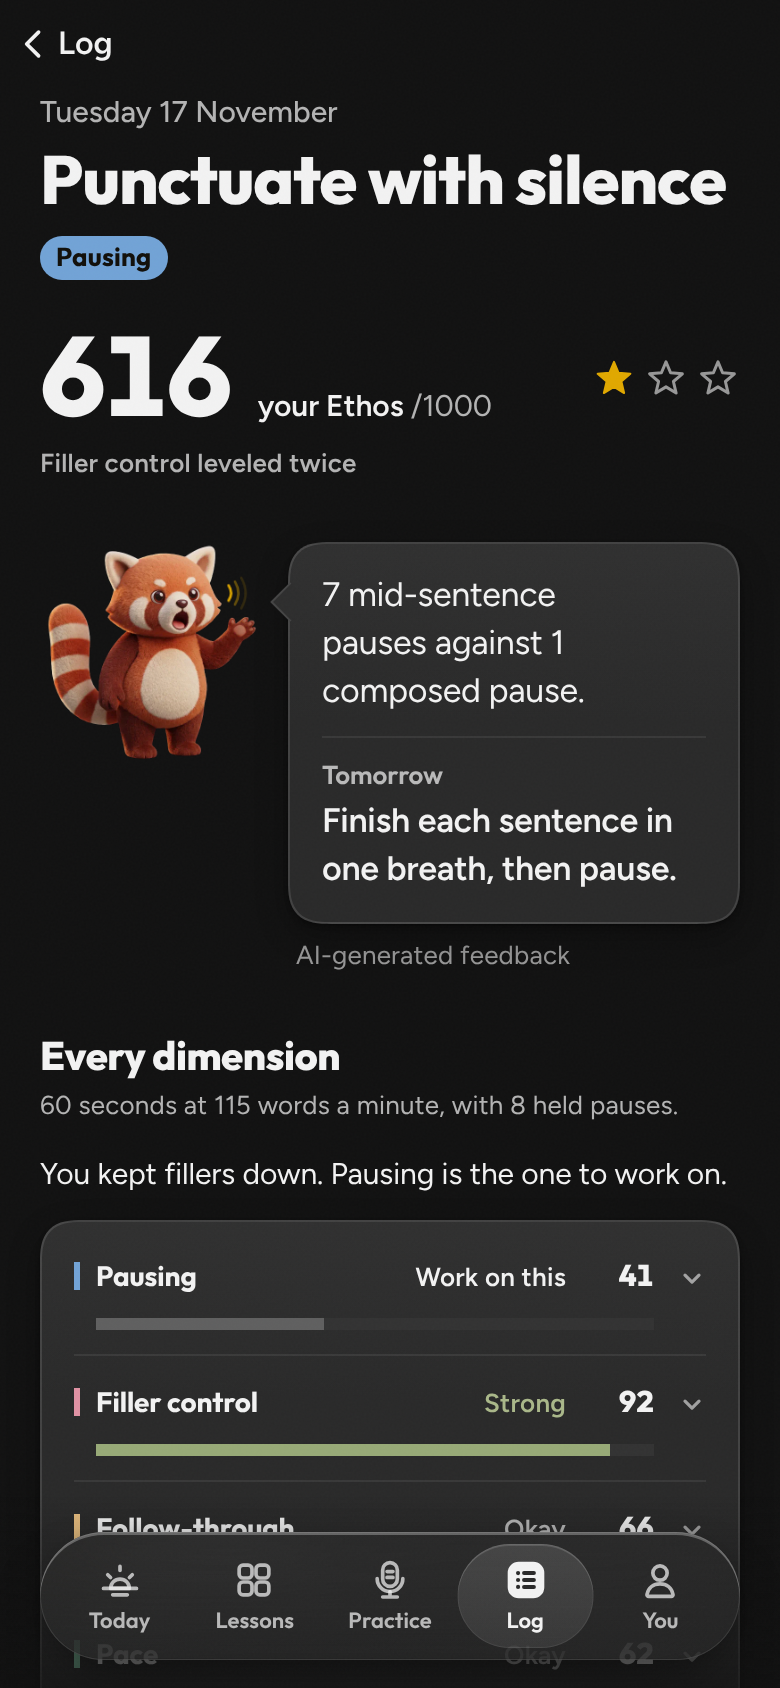 Log
Tuesday 17 November
Punctuate with silence
Pausing
616 your Ethos /1000
Filler control leveled twice
7 mid-sentence
pauses against 1
composed pause.
Tomorrow
Finish each sentence in
one breath, then pause.
AI-generated feedback
Every dimension
60 seconds at 115 words a minute, with 8 held pauses.
You kept fillers down. Pausing is the one to work on.
Pausing Work on this 41
Filler control Strong 92
Follow-through Okay 66
Today Lessons Practice Log You
Pace Okay 62